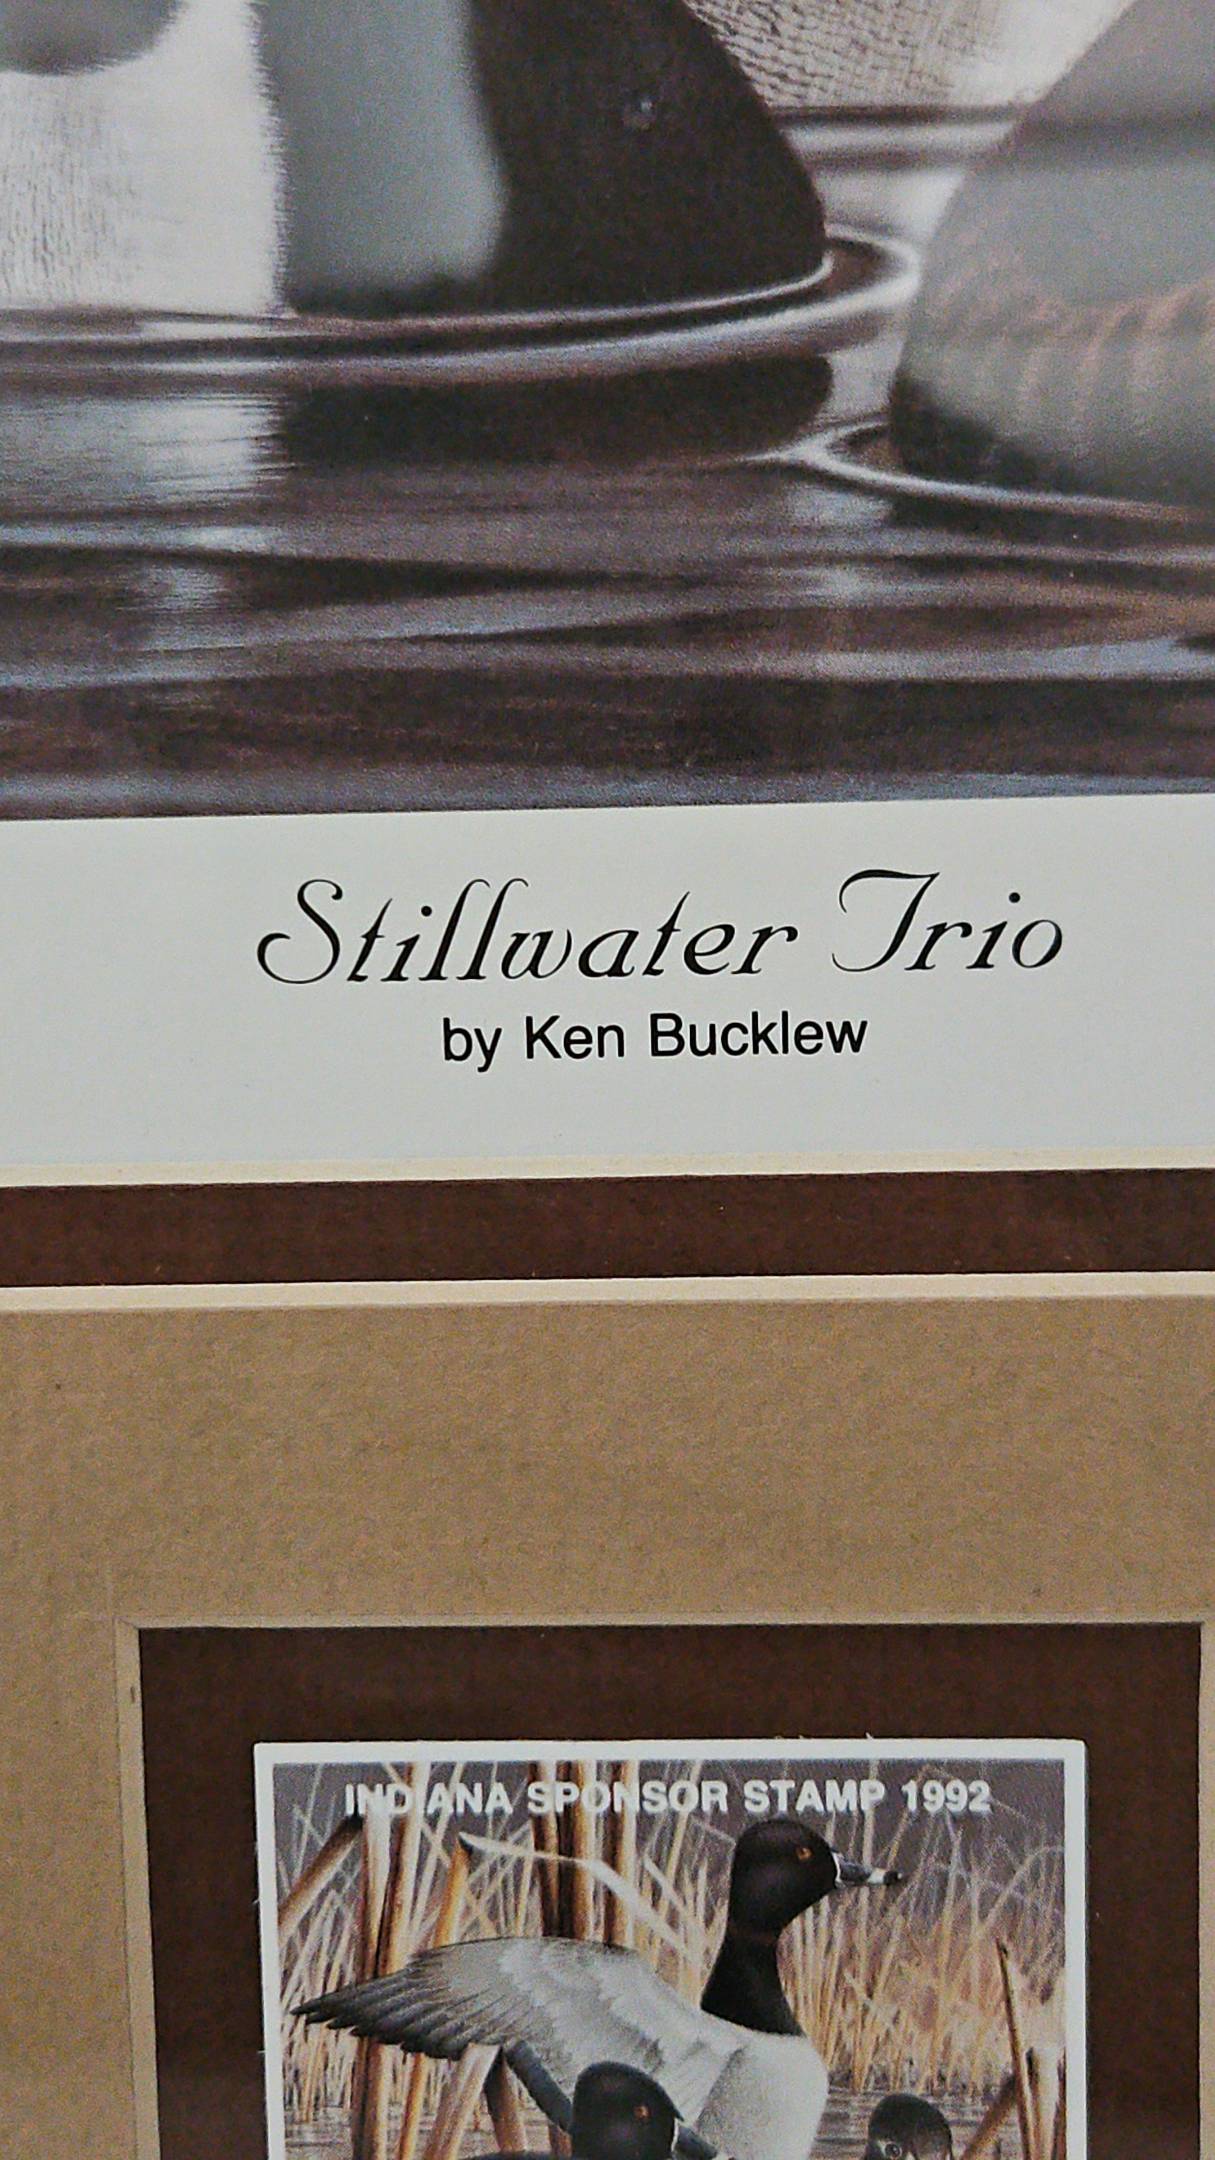 Stillwater Trio
by Ken Bucklew
INDIANA SPONSOR STAMP 1992